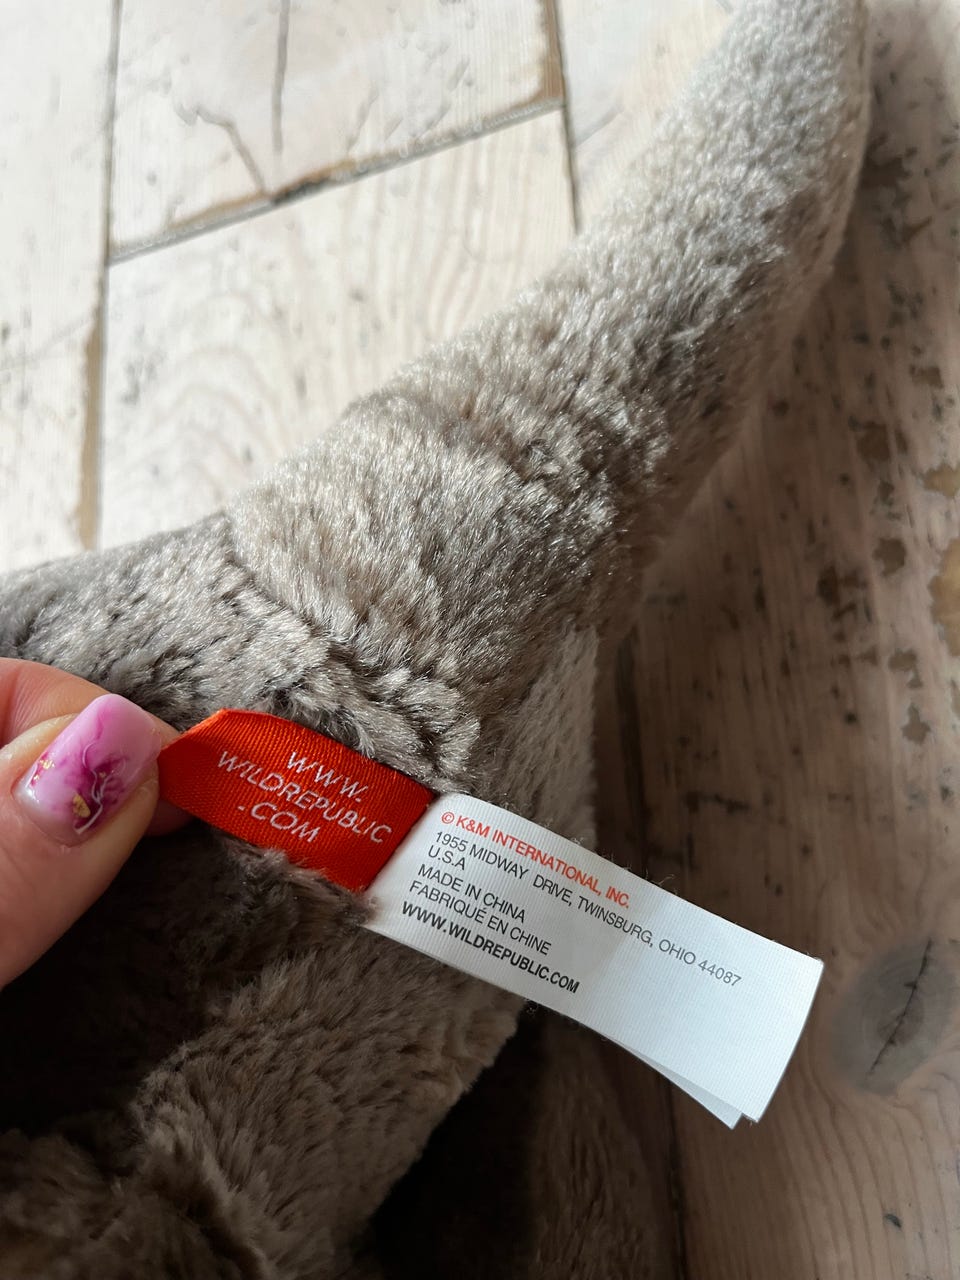 WWW.
WILDREPUBLIC
.COM
© K&M INTERNATIONAL, INC.
1955 MIDWAY DRIVE, TWINSBURG, OHIO 44087
U.S.A
MADE IN CHINA
FABRIQUÉ EN CHINE
WWW.WILDREPUBLIC.COM